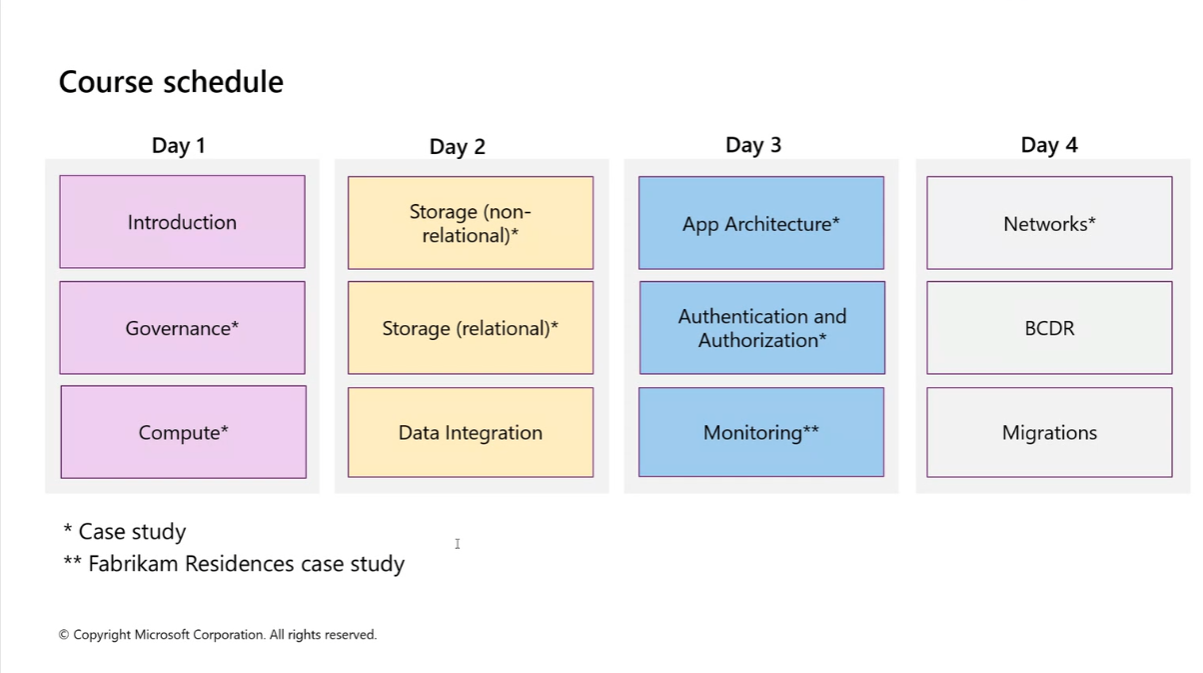 Course schedule
Day 1
Introduction
Governance*
Compute*
Day 2
Storage (non-
relational)*
Storage (relational)*
Data Integration
Day 3
App Architecture*
Authentication and
Authorization*
Monitoring**
Day 4
Networks*
BCDR
Migrations
* Case study
** Fabrikam Residences case study
© Copyright Microsoft Corporation. All rights reserved.